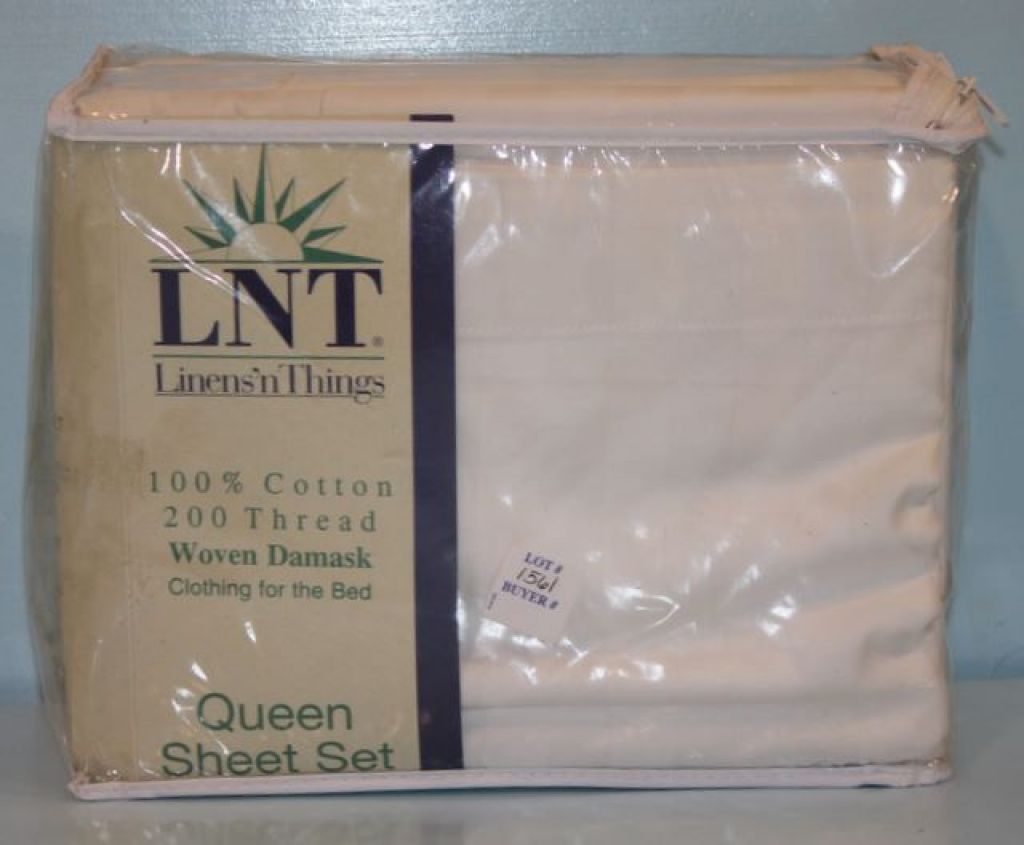 LNT®
Linens'n Things
100% Cotton
200 Thread
Woven Damask
Clothing for the Bed
Queen
Sheet Set
LOT #
1561
BUYER #